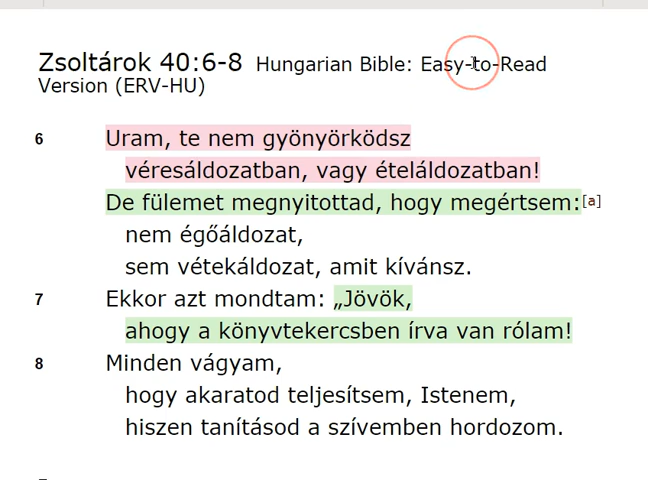 Zsoltárok 40:6-8 Hungarian Bible: Easy-to-Read
Version (ERV-HU)
6 Uram, te nem gyönyörködsz
véresáldozatban, vagy ételáldozatban!
De fülemet megnyitottad, hogy megértsem:[a]
nem égőáldozat,
sem vétekáldozat, amit kívánsz.
7 Ekkor azt mondtam: „Jövök,
ahogy a könyvtekercsben írva van rólam!
8 Minden vágyam,
hogy akaratod teljesítsem, Istenem,
hiszen tanításod a szívemben hordozom.